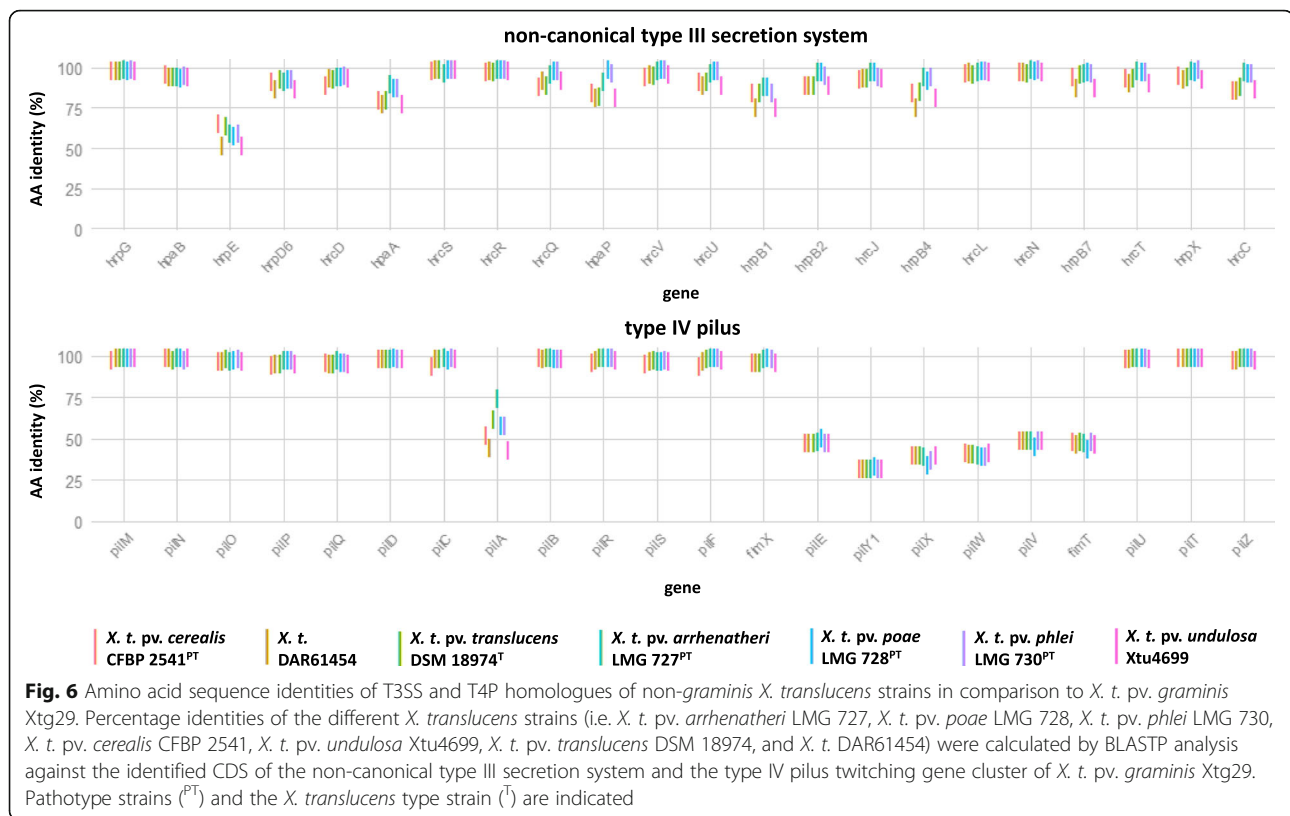 non-canonical type III secretion system
AA identity (%)
100
75
50
25
0
hrpG hpaB hrpE hrpD6 hrcD hpaA hrcS hrcR hrcQ hpaP hrcV hrcU hrpB1 hrpB2 hrcJ hrpB4 hrcL hrcN hrpB7 hrcT hrpX hrcC
gene
type IV pilus
AA identity (%)
100
75
50
25
0
pilM pilN pilO pilP pilQ pilD pilC pilA pilB pilR pilS pilF fimX pilE pilY1 pilX pilW pilV fimT pilU pilT pilZ
gene
X. t. pv. cerealis
CFBP 2541PT
X. t.
DAR61454
X. t. pv. translucens
DSM 18974T
X. t. pv. arrhenatheri
LMG 727PT
X. t. pv. poae
LMG 728PT
X. t. pv. phlei
LMG 730PT
X. t. pv. undulosa
Xtu4699
Fig. 6 Amino acid sequence identities of T3SS and T4P homologues of non-graminis X. translucens strains in comparison to X. t. pv. graminis
Xtg29. Percentage identities of the different X. translucens strains (i.e. X. t. pv. arrhenatheri LMG 727, X. t. pv. poae LMG 728, X. t. pv. phlei LMG 730,
X. t. pv. cerealis CFBP 2541, X. t. pv. undulosa Xtu4699, X. t. pv. translucens DSM 18974, and X. t. DAR61454) were calculated by BLASTP analysis
against the identified CDS of the non-canonical type III secretion system and the type IV pilus twitching gene cluster of X. t. pv. graminis Xtg29.
Pathotype strains (PT) and the X. translucens type strain (T) are indicated